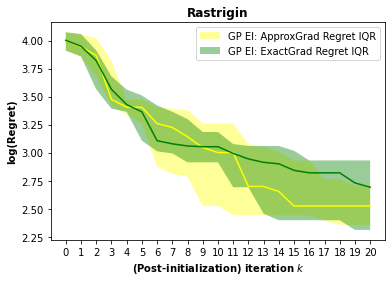 Rastrigin
GP EI: ApproxGrad Regret IQR
GP EI: ExactGrad Regret IQR
log(Regret)
4.00
3.75
3.50
3.25
3.00
2.75
2.50
2.25
0 1 2 3 4 5 6 7 8 9 10 11 12 13 14 15 16 17 18 19 20
(Post-initialization) iteration k